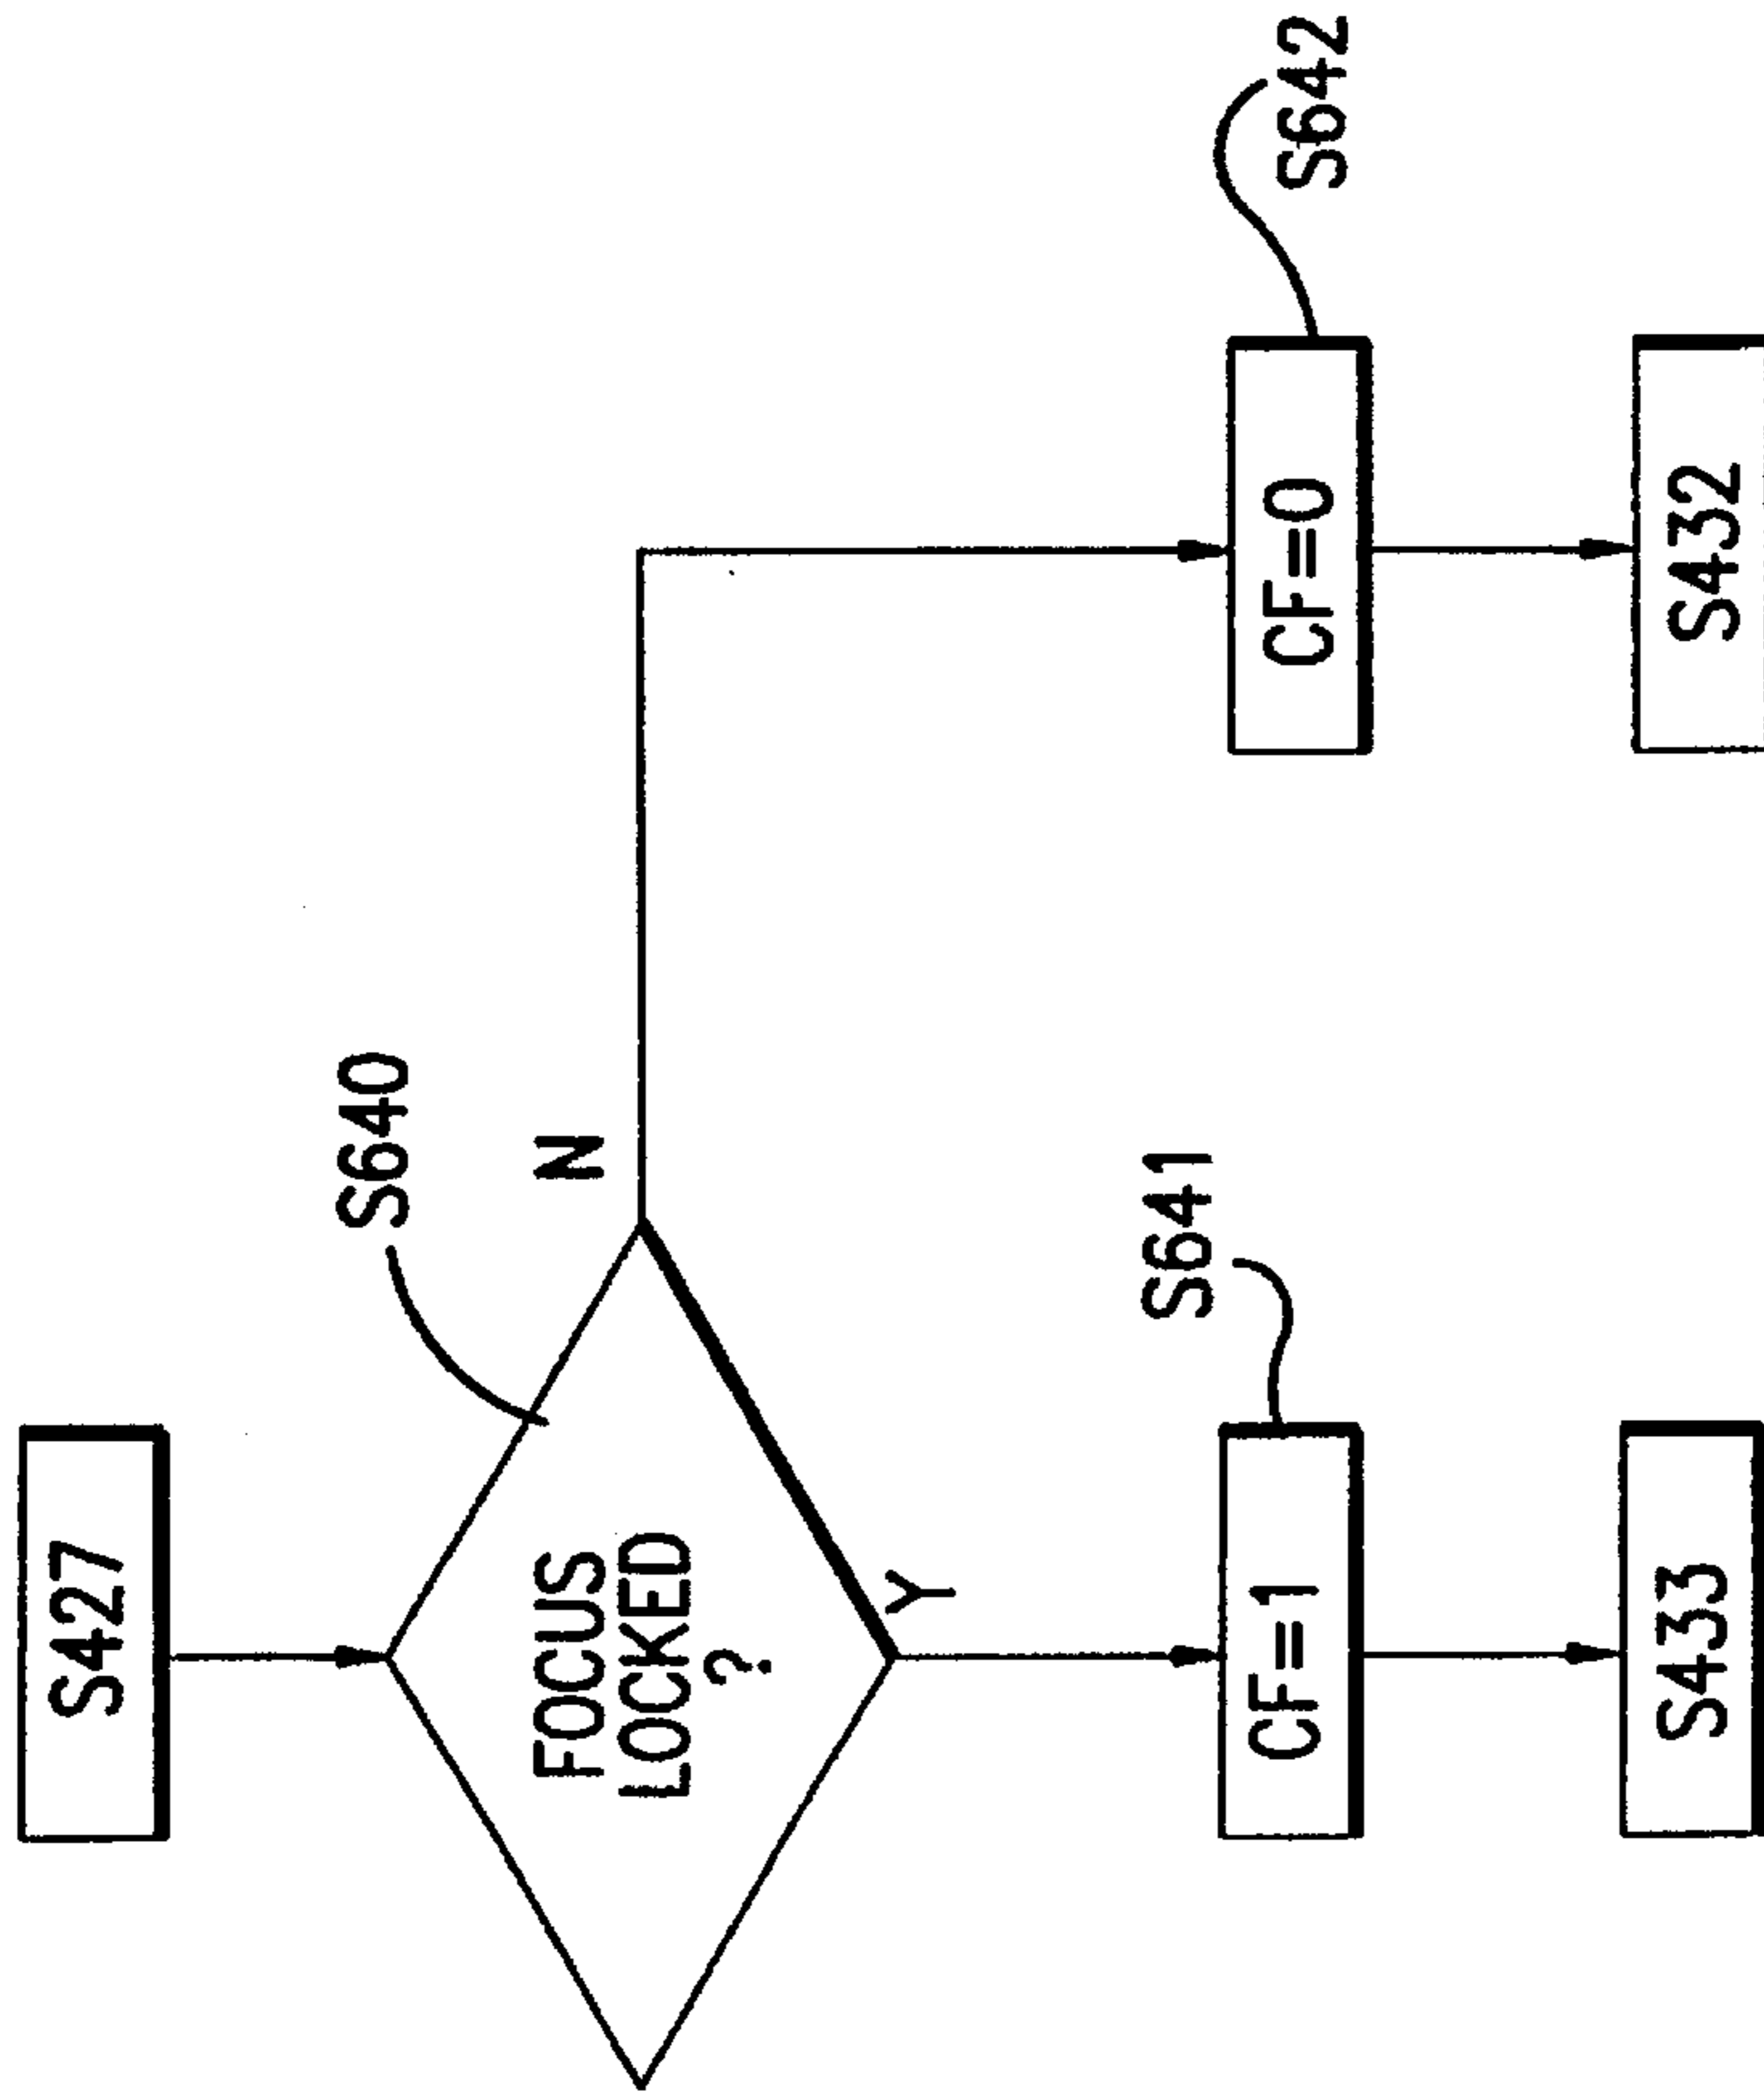 S427
S640
FOCUS
LOCKED
?
N
Y
S641
CF=1
S433
CF=0
S642
S432